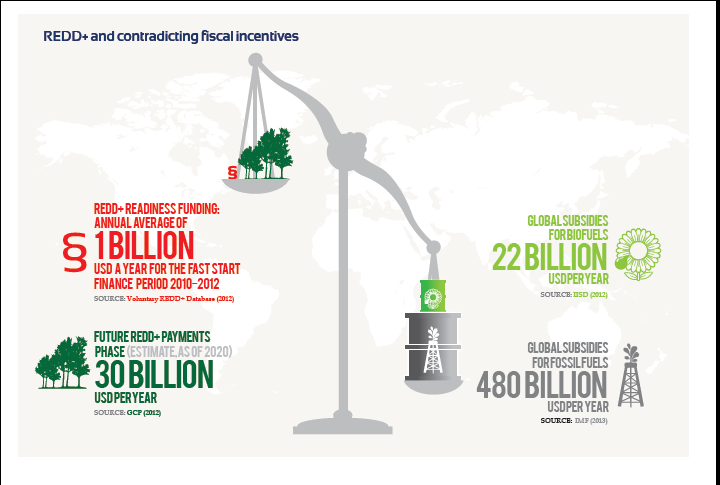 REDD+ and contradicting fiscal incentives
§
§
REDD+ READINESS FUNDING:
ANNUAL AVERAGE OF
1 BILLION
USD A YEAR FOR THE FAST START
FINANCE PERIOD 2010–2012
SOURCE: Voluntary REDD+ Database (2012)
FUTURE REDD+ PAYMENTS
PHASE (ESTIMATE, AS OF 2020)
30 BILLION
USD PER YEAR
SOURCE: GCP (2012)
GLOBAL SUBSIDIES
FOR BIOFUELS
22 BILLION
USD PER YEAR
SOURCE: IISD (2012)
GLOBAL SUBSIDIES
FOR FOSSIL FUELS
480 BILLION
USD PER YEAR
SOURCE: IMF (2013)